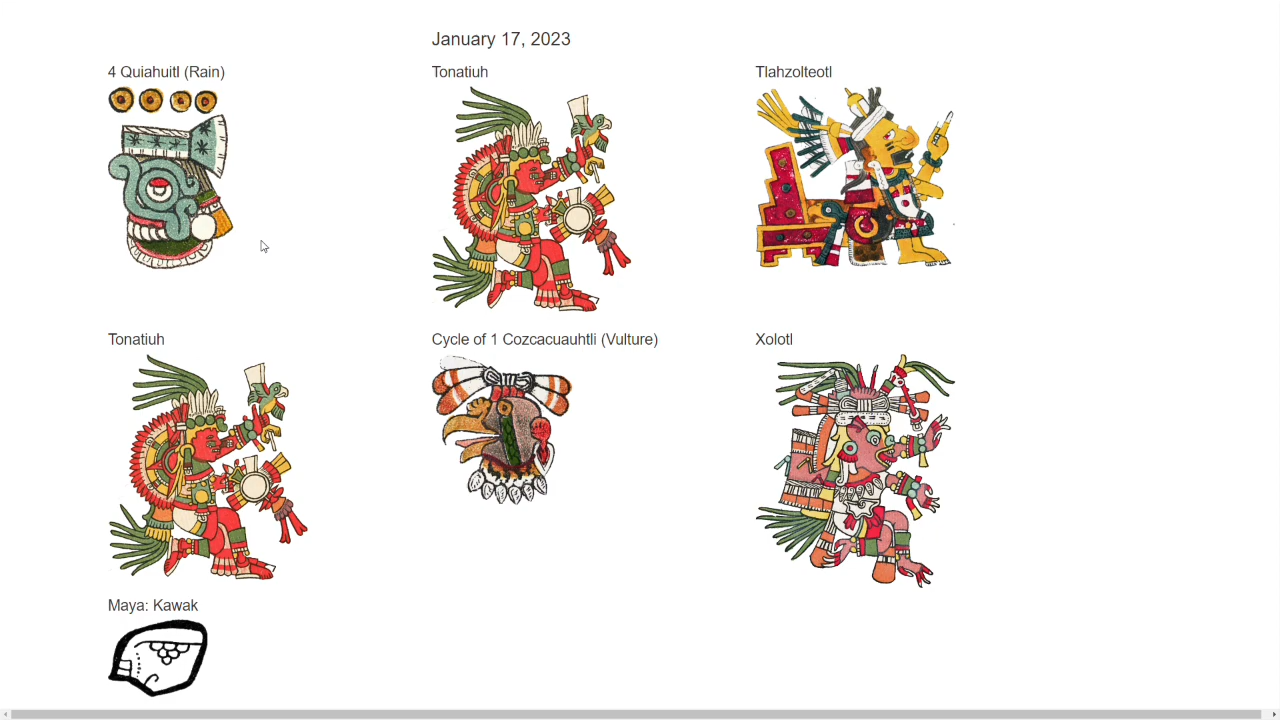 January 17, 2023
4 Quiahuitl (Rain)
Tonatiuh
Tlahzolteotl
Tonatiuh
Cycle of 1 Cozcacuauhtli (Vulture)
Xolotl
Maya: Kawak